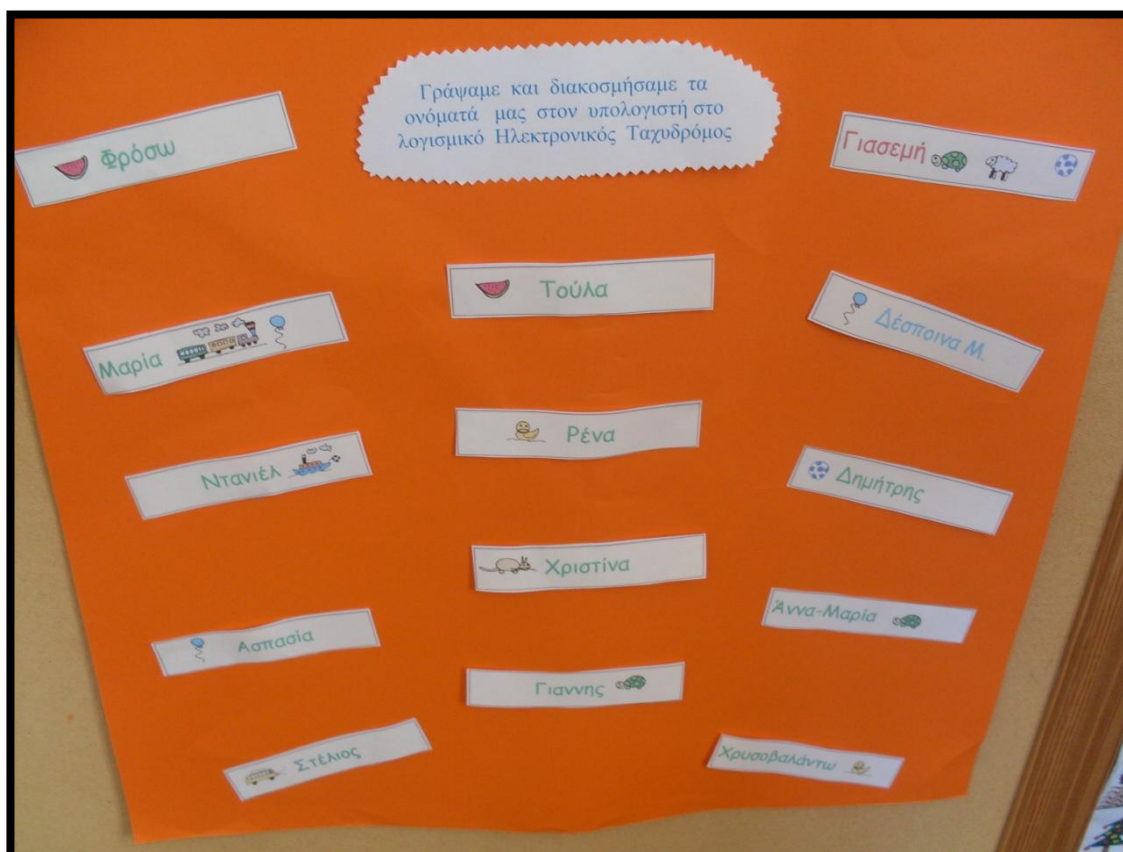 Γράψαμε και διακοσμήσαμε τα
ονόματά μας στον υπολογιστή στο
λογισμικό Ηλεκτρονικός Ταχυδρόμος
Φρόσω
Γιασεμή
Τούλα
Μαρία
Δέσποινα Μ.
Ρένα
Ντανιέλ
Δημήτρης
Χριστίνα
Άννα-Μαρία
Ασπασία
Γιαννης
Στέλιος
Χρυσοβαλάντω